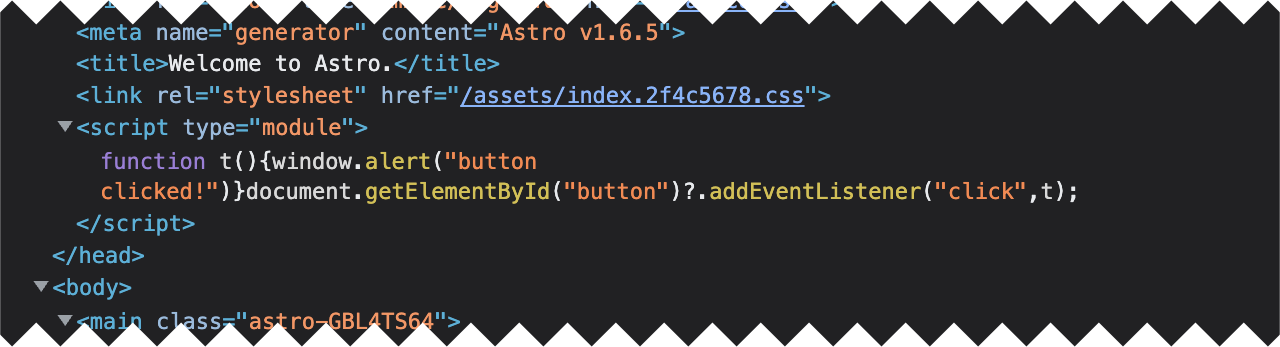 <meta name="generator" content="Astro v1.6.5">
<title>Welcome to Astro.</title>
<link rel="stylesheet" href="/assets/index.2f4c5678.css">
<script type="module">
function t(){window.alert("button
clicked!")}document.getElementById("button")?.addEventListener("click",t);
</script>
</head>
<body>
<main class="astro-GBL4TS64">